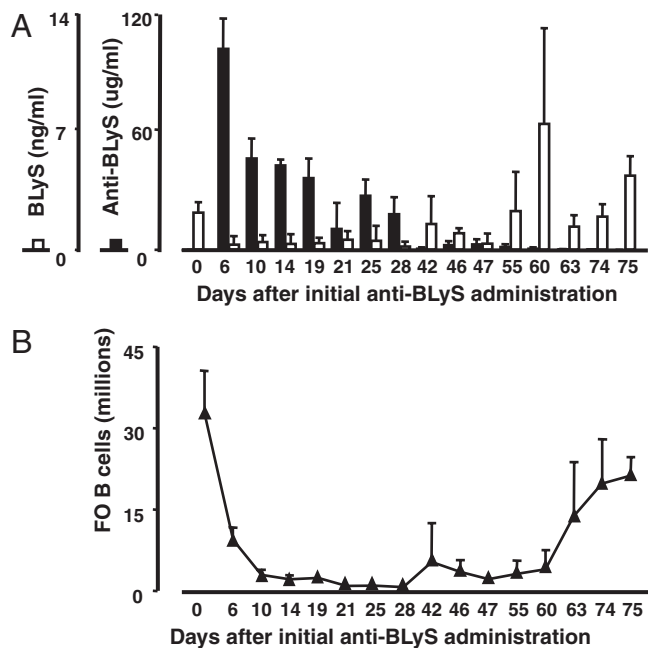 A
14
7
0
BLyS (ng/ml)
120
60
0
Anti-BLyS (ug/ml)
0 6 10 14 19 21 25 28 42 46 47 55 60 63 74 75
Days after initial anti-BLyS administration
B
45
30
15
0
FO B cells (millions)
0 6 10 14 19 21 25 28 42 46 47 55 60 63 74 75
Days after initial anti-BLyS administration